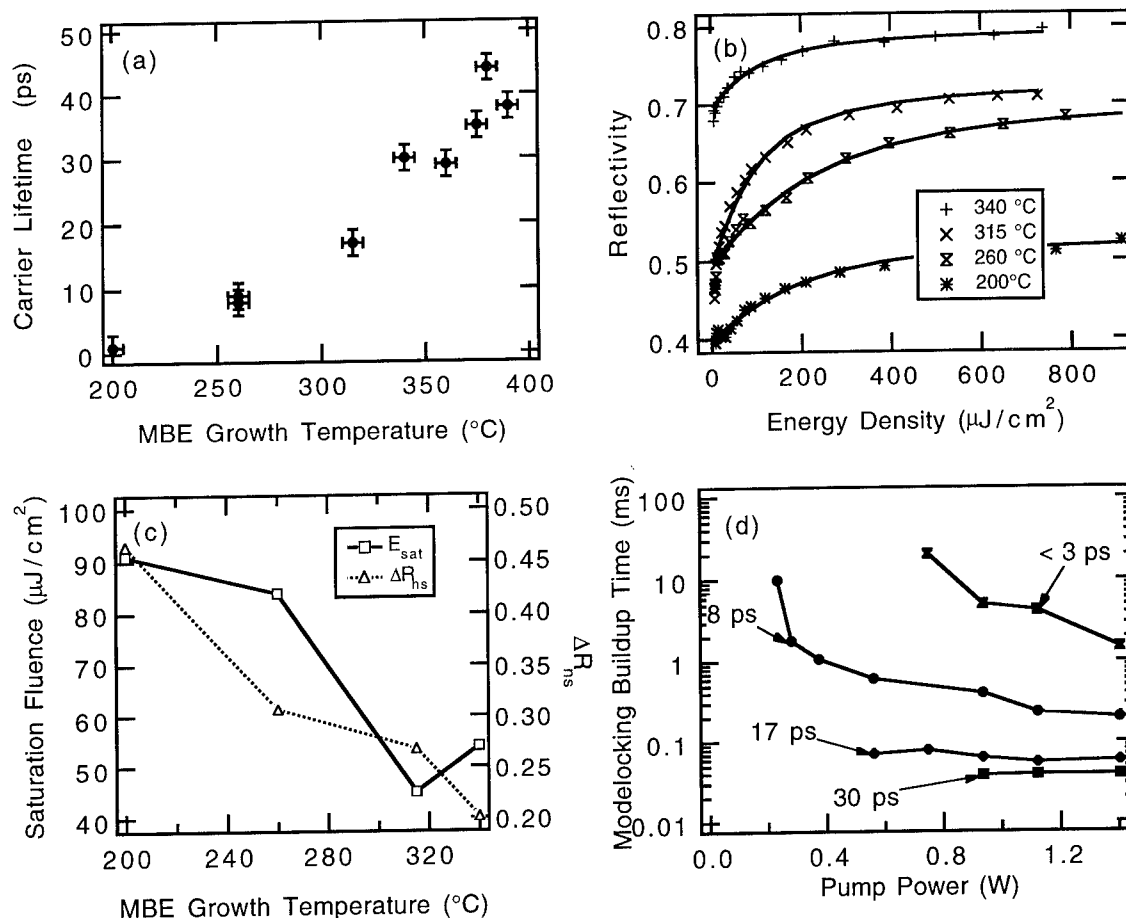 (a)
Carrier Lifetime (ps)
50
40
30
20
10
0
200
250
300
350
400
MBE Growth Temperature (°C)
(b)
Reflectivity
0.8
0.7
0.6
0.5
0.4
+ 340 °C
× 315 °C
260 °C
200°C
0
200
400
600
800
Energy Density (μJ/cm²)
(c)
Saturation Fluence (μJ/cm²)
100
90
80
70
60
50
40
E_sat
ΔR_ns
0.50
0.45
0.40
0.35
0.30
0.25
0.20
ΔR_ns
200
240
280
320
MBE Growth Temperature (°C)
(d)
Modelocking Buildup Time (ms)
100
10
1
0.1
0.01
< 3 ps
8 ps
17 ps
30 ps
0.0
0.4
0.8
1.2
Pump Power (W)